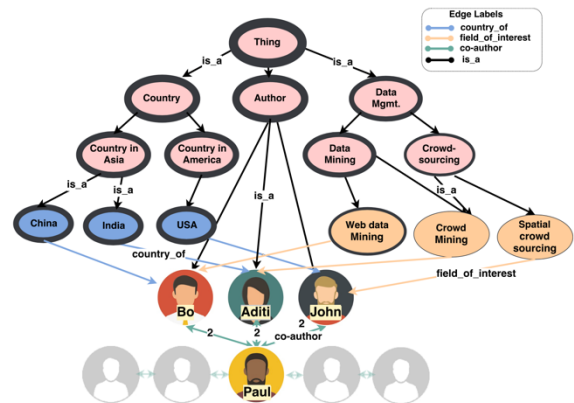 Edge Labels
country_of
field_of_interest
co-author
is_a
Thing
is_a
is_a
is_a
Country
Author
Data
Mgmt.
Country in
Asia
Country in
America
Data
Mining
Crowd-
sourcing
is_a
is_a
is_a
is_a
China
India
USA
Web data
Mining
Crowd
Mining
Spatial
crowd
sourcing
country_of
field_of_interest
Bo
Aditi
John
2
2
2
co-author
Paul